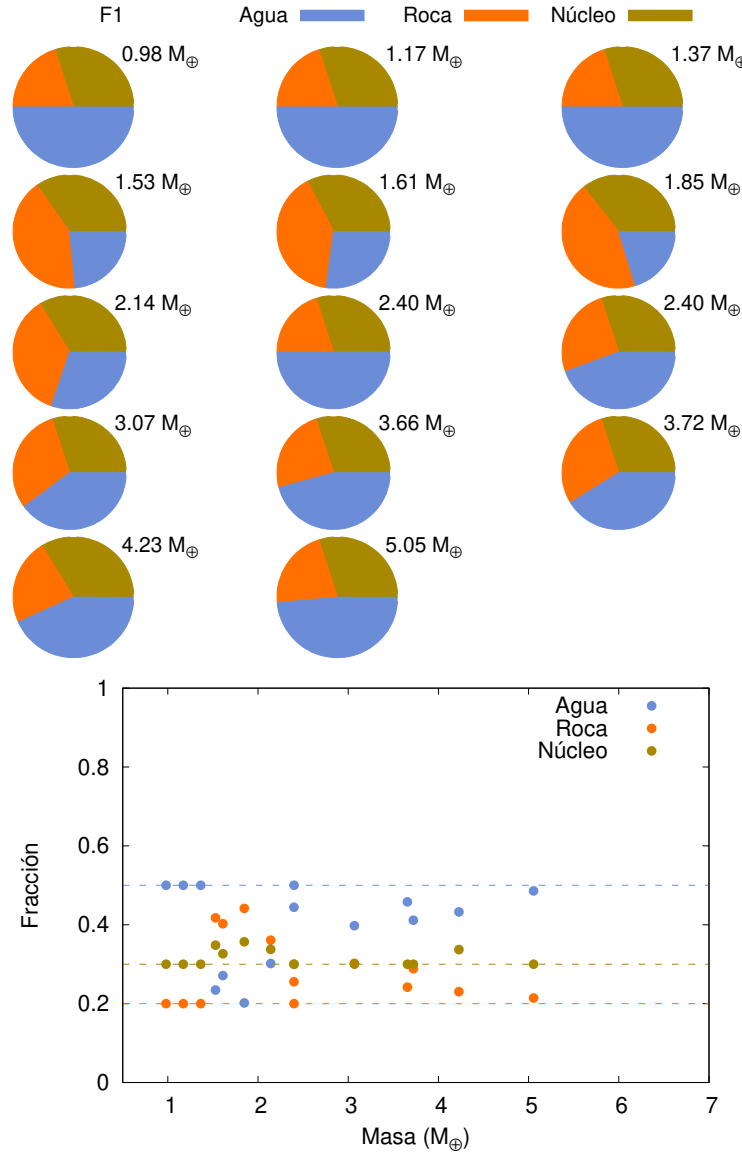 F1 Agua Roca Núcleo
0.98 M⊕ 1.17 M⊕ 1.37 M⊕
1.53 M⊕ 1.61 M⊕ 1.85 M⊕
2.14 M⊕ 2.40 M⊕ 2.40 M⊕
3.07 M⊕ 3.66 M⊕ 3.72 M⊕
4.23 M⊕ 5.05 M⊕
1
0.8
0.6
0.4
0.2
0
Fracción
Agua
Roca
Núcleo
1 2 3 4 5 6 7
Masa (M⊕)